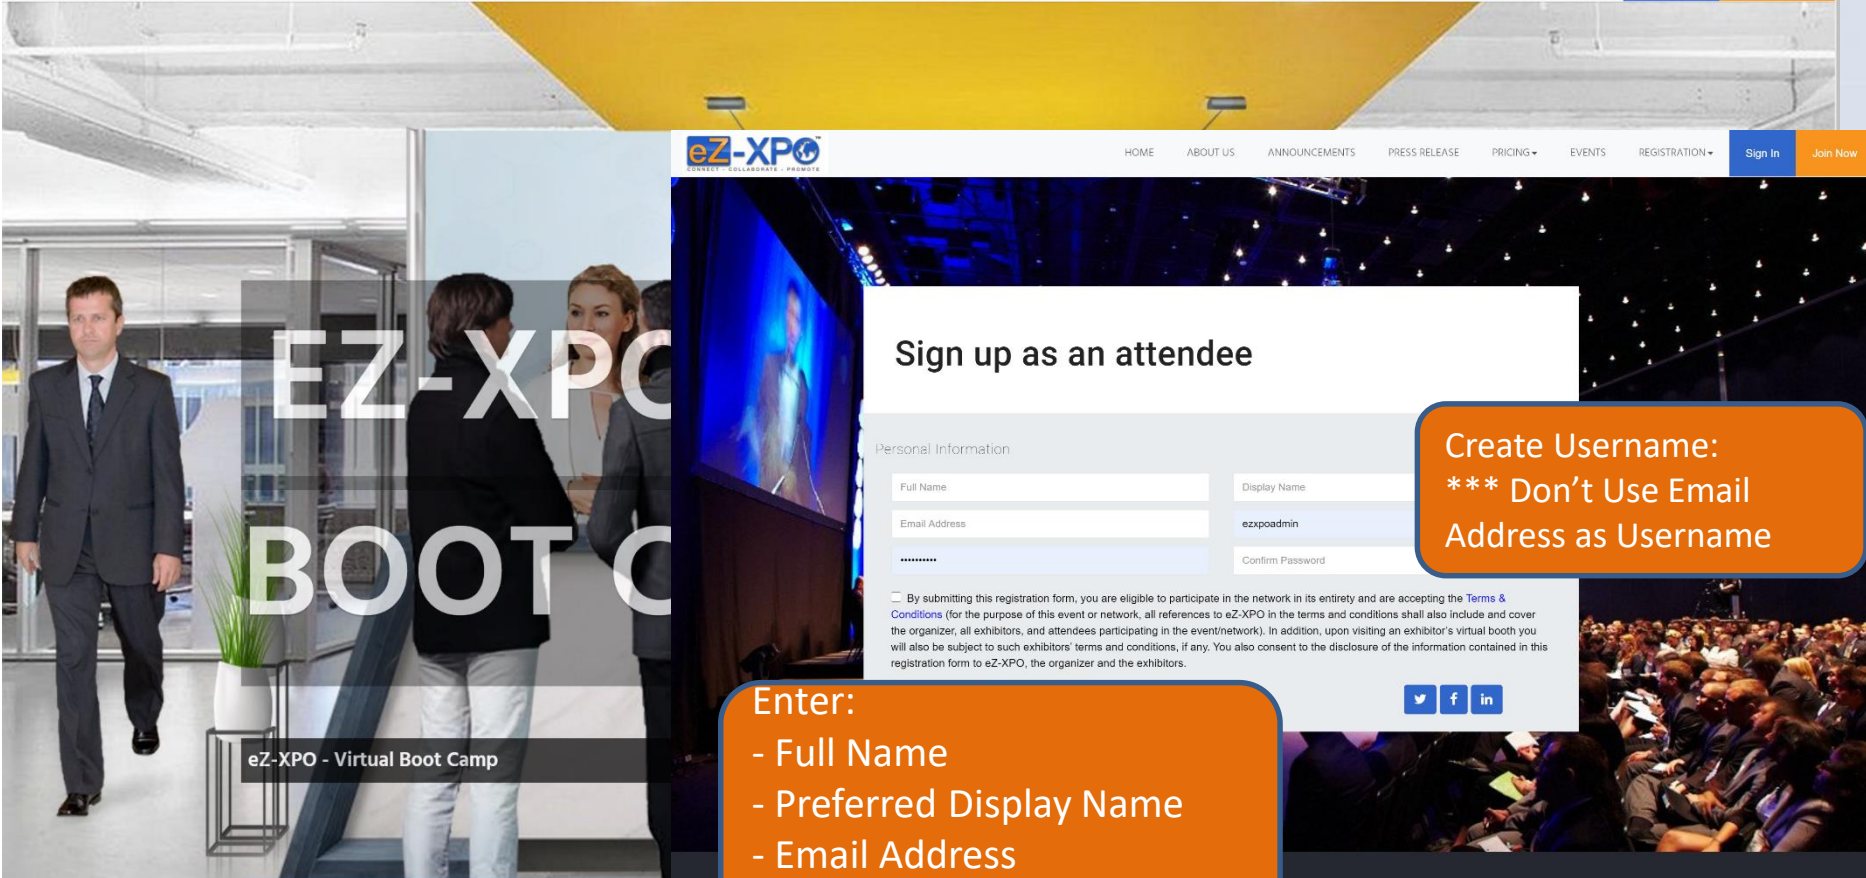 eZ-XPO™
CONNECT - COLLABORATE - PROMOTE
HOME
ABOUT US
ANNOUNCEMENTS
PRESS RELEASE
PRICING
EVENTS
REGISTRATION
Sign In
Join Now
EZ-XPO
BOOT C
eZ-XPO - Virtual Boot Camp
Sign up as an attendee
Personal Information
Full Name
Display Name
Email Address
ezxpoadmin
••••••••••
Confirm Password
By submitting this registration form, you are eligible to participate in the network in its entirety and are accepting the Terms &
Conditions (for the purpose of this event or network, all references to eZ-XPO in the terms and conditions shall also include and cover
the organizer, all exhibitors, and attendees participating in the event/network). In addition, upon visiting an exhibitor's virtual booth you
will also be subject to such exhibitors' terms and conditions, if any. You also consent to the disclosure of the information contained in this
registration form to eZ-XPO, the organizer and the exhibitors.
Create Username:
*** Don’t Use Email
Address as Username
Enter:
- Full Name
- Preferred Display Name
- Email Address